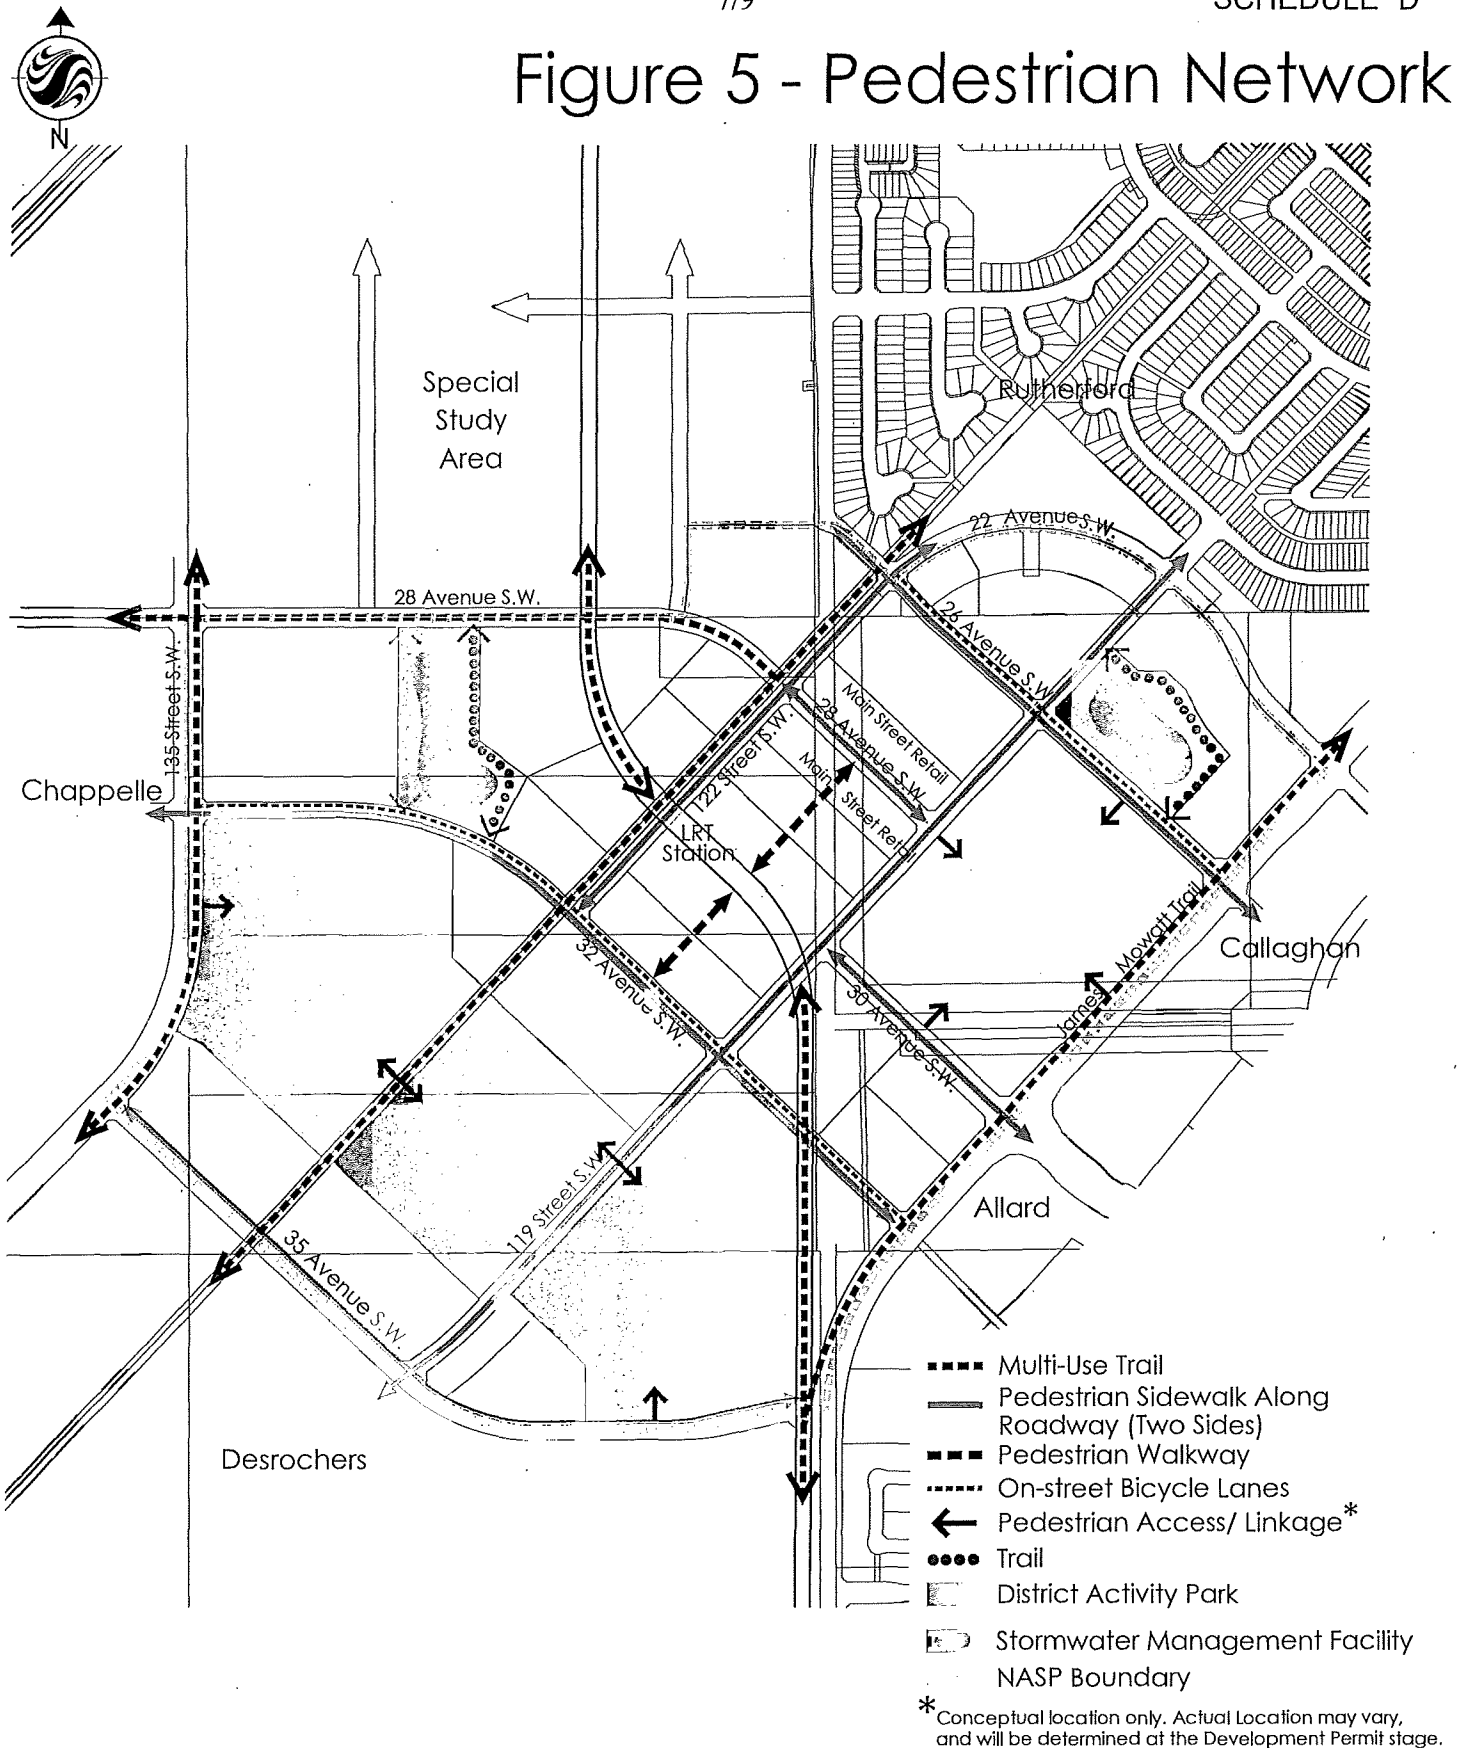 SCHEDULE "D"
Figure 5 - Pedestrian Network
N
Special
Study
Area
Rutherford
22 Avenue S.W.
28 Avenue S.W.
26 Avenue S.W.
135 Street S.W.
Main Street Retail
28 Avenue S.W.
Main Street Retail
122 Street S.W.
Chappelle
LRT
Station
32 Avenue S.W.
James Mowatt Trail
Callaghan
30 Avenue S.W.
119 Street S.W.
Allard
35 Avenue S.W.
Desrochers
Multi-Use Trail
Pedestrian Sidewalk Along
Roadway (Two Sides)
Pedestrian Walkway
On-street Bicycle Lanes
Pedestrian Access/ Linkage*
Trail
District Activity Park
Stormwater Management Facility
NASP Boundary
*Conceptual location only. Actual Location may vary,
and will be determined at the Development Permit stage.